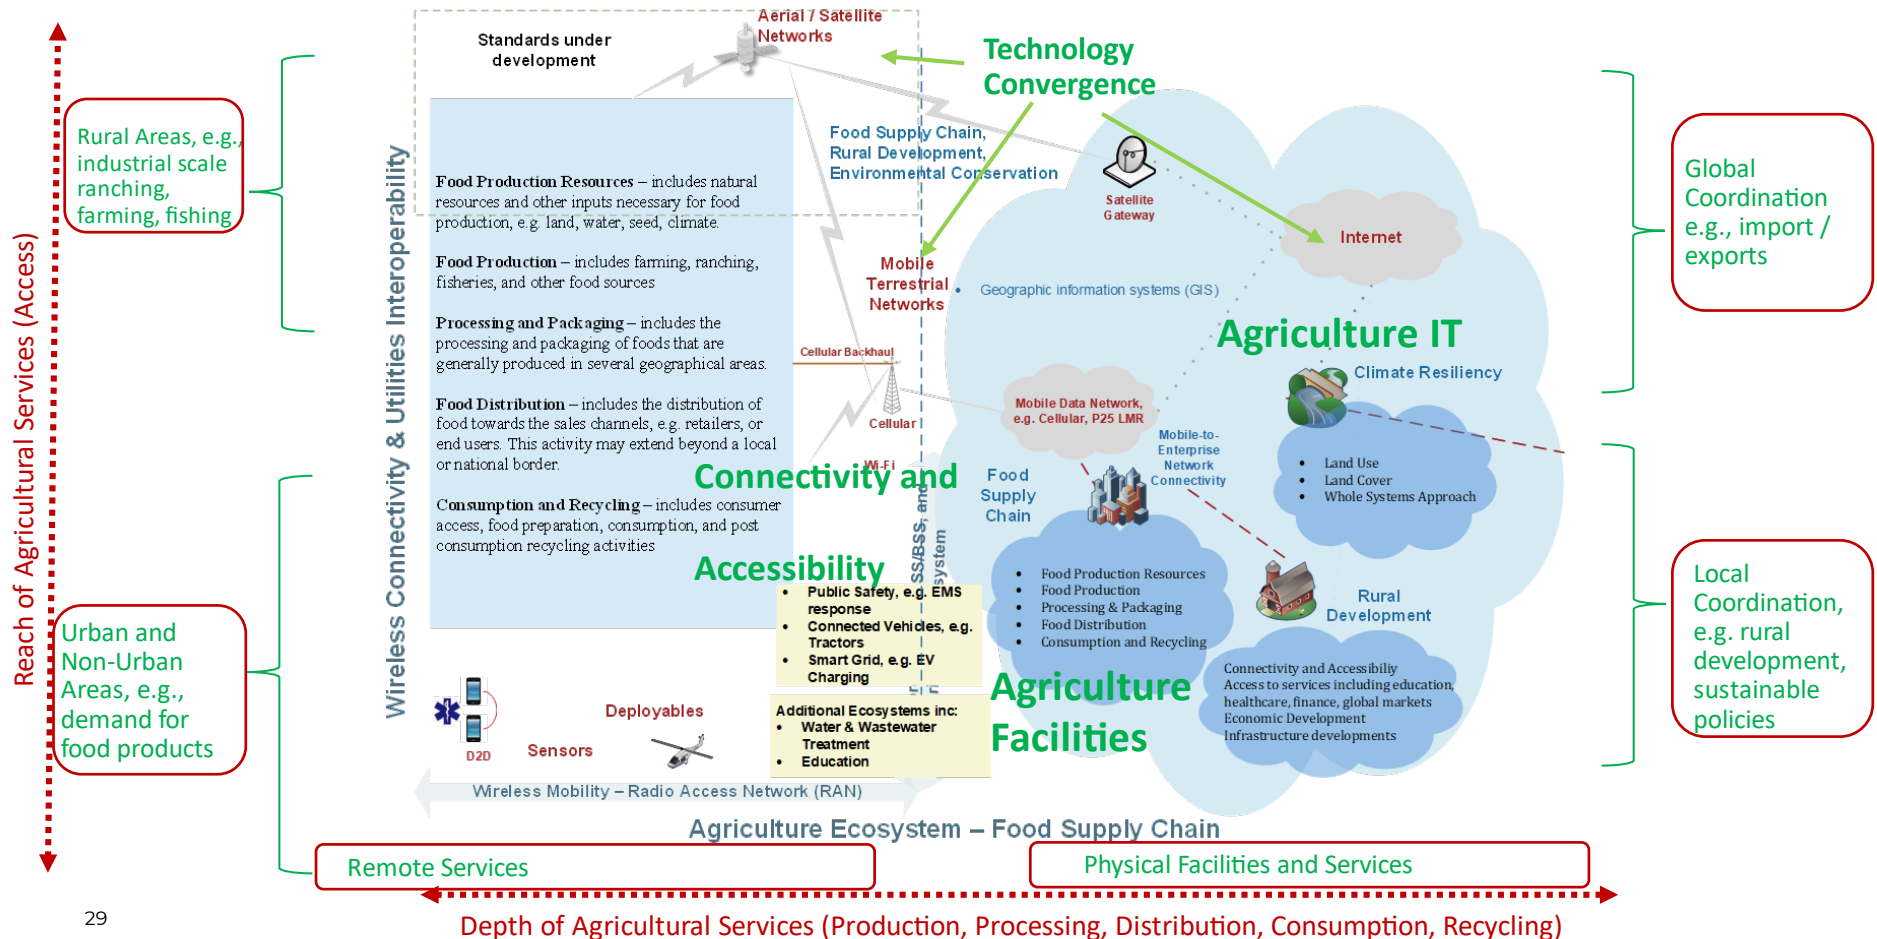 Aerial / Satellite
Networks
Standards under
development
Technology
Convergence
Rural Areas, e.g.,
industrial scale
ranching,
farming, fishing
Food Supply Chain,
Rural Development,
Environmental Conservation
Satellite
Gateway
Internet
Global
Coordination
e.g., import /
exports
Reach of Agricultural Services (Access)
Wireless Connectivity & Utilities Interoperability
Food Production Resources – includes natural
resources and other inputs necessary for food
production, e.g. land, water, seed, climate.
Food Production – includes farming, ranching,
fisheries, and other food sources
Processing and Packaging – includes the
processing and packaging of foods that are
generally produced in several geographical areas.
Food Distribution – includes the distribution of
food towards the sales channels, e.g. retailers, or
end users. This activity may extend beyond a local
or national border.
Consumption and Recycling – includes consumer
access, food preparation, consumption, and post
consumption recycling activities
Mobile
Terrestrial
Networks
• Geographic information systems (GIS)
Agriculture IT
Cellular Backhaul
Cellular
Wi-Fi
Climate Resiliency
Mobile Data Network,
e.g. Cellular, P25 LMR
Mobile-to-
Enterprise
Network
Connectivity
• Land Use
• Land Cover
• Whole Systems Approach
Connectivity and
Accessibility
SS/BSS, and
system
Food
Supply
Chain
• Food Production Resources
• Food Production
• Processing & Packaging
• Food Distribution
• Consumption and Recycling
Rural
Development
Local
Coordination,
e.g. rural
development,
sustainable
policies
Urban and
Non-Urban
Areas, e.g.,
demand for
food products
• Public Safety, e.g. EMS
response
• Connected Vehicles, e.g.
Tractors
• Smart Grid, e.g. EV
Charging
Additional Ecosystems inc:
• Water & Wastewater
Treatment
• Education
Agriculture
Facilities
Connectivity and Accessibiliy
Access to services including education,
healthcare, finance, global markets
Economic Development
Infrastructure developments
D2D
Sensors
Deployables
Wireless Mobility – Radio Access Network (RAN)
Agriculture Ecosystem – Food Supply Chain
Remote Services
Physical Facilities and Services
Depth of Agricultural Services (Production, Processing, Distribution, Consumption, Recycling)
29